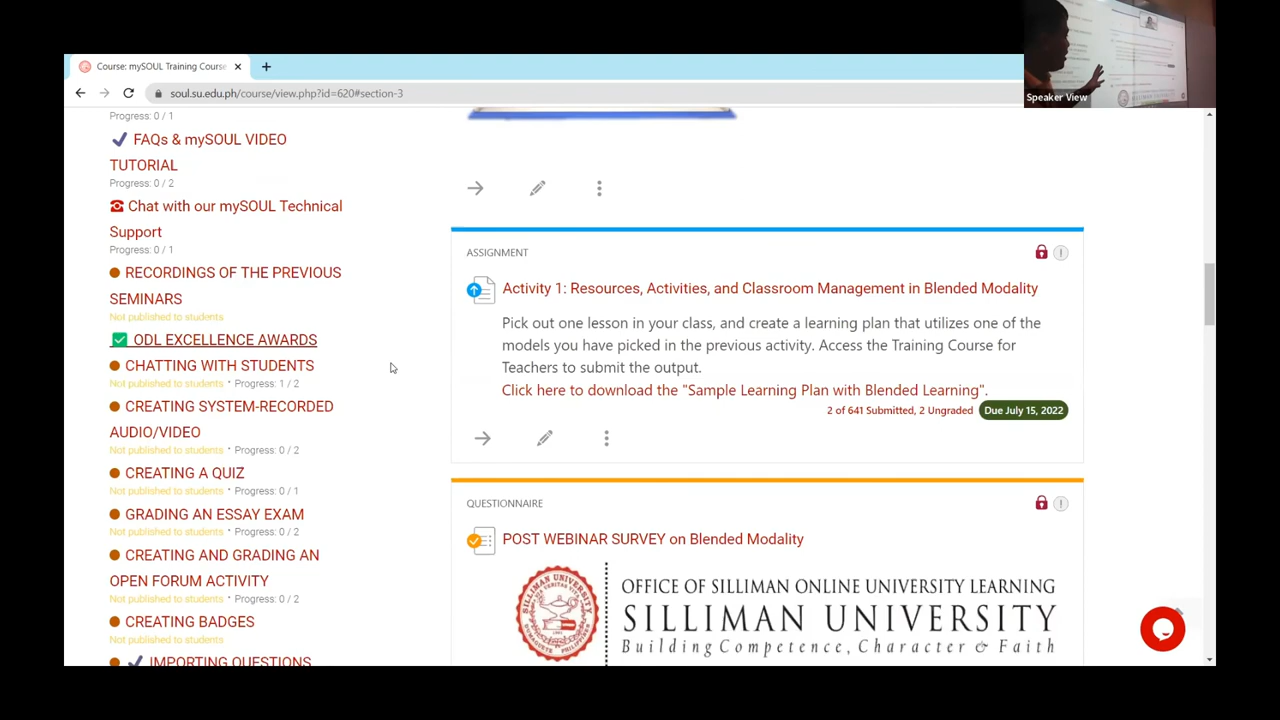 Course: mySOUL Training Course
soul.su.edu.ph/course/view.php?id=620#section-3
Speaker View
Progress: 0 / 1
FAQs & mySOUL VIDEO
TUTORIAL
Progress: 0 / 2
Chat with our mySOUL Technical
Support
Progress: 0 / 1
RECORDINGS OF THE PREVIOUS
SEMINARS
Not published to students
ODL EXCELLENCE AWARDS
CHATTING WITH STUDENTS
Not published to students • Progress: 1 / 2
CREATING SYSTEM-RECORDED
AUDIO/VIDEO
Not published to students • Progress: 0 / 2
CREATING A QUIZ
Not published to students • Progress: 0 / 1
GRADING AN ESSAY EXAM
Not published to students • Progress: 0 / 2
CREATING AND GRADING AN
OPEN FORUM ACTIVITY
Not published to students • Progress: 0 / 2
CREATING BADGES
Not published to students
IMPORTING QUESTIONS
ASSIGNMENT
Activity 1: Resources, Activities, and Classroom Management in Blended Modality
Pick out one lesson in your class, and create a learning plan that utilizes one of the
models you have picked in the previous activity. Access the Training Course for
Teachers to submit the output.
Click here to download the "Sample Learning Plan with Blended Learning".
2 of 641 Submitted, 2 Ungraded Due July 15, 2022
QUESTIONNAIRE
POST WEBINAR SURVEY on Blended Modality
OFFICE OF SILLIMAN ONLINE UNIVERSITY LEARNING
SILLIMAN UNIVERSITY
Building Competence, Character & Faith